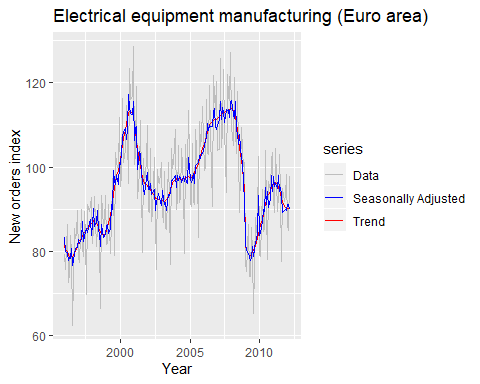 Electrical equipment manufacturing (Euro area)
New orders index
120
100
80
60
2000
2005
2010
Year
series
Data
Seasonally Adjusted
Trend